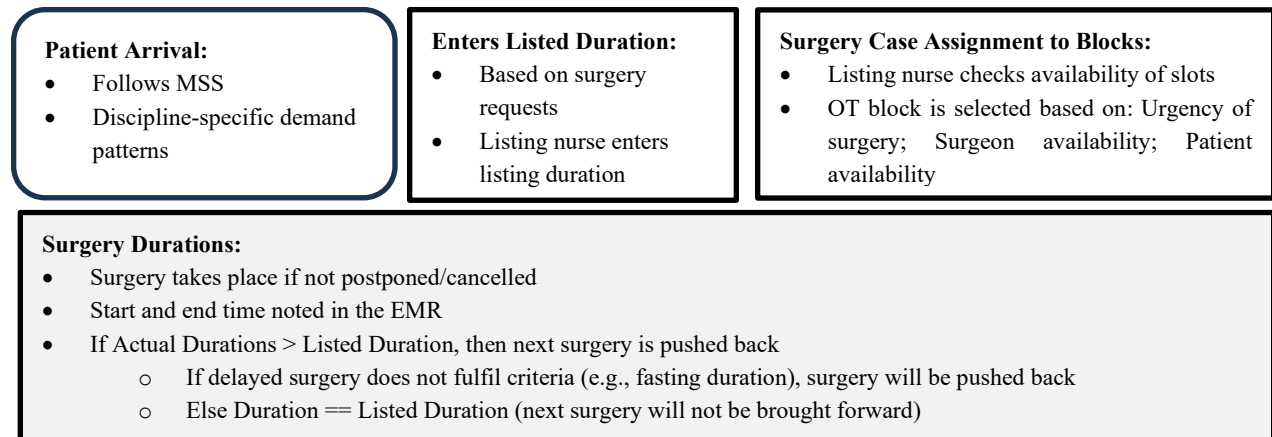 Patient Arrival:
• Follows MSS
• Discipline-specific demand
patterns
Enters Listed Duration:
• Based on surgery
requests
• Listing nurse enters
listing duration
Surgery Case Assignment to Blocks:
• Listing nurse checks availability of slots
• OT block is selected based on: Urgency of
surgery; Surgeon availability; Patient
availability
Surgery Durations:
• Surgery takes place if not postponed/cancelled
• Start and end time noted in the EMR
• If Actual Durations > Listed Duration, then next surgery is pushed back
o If delayed surgery does not fulfil criteria (e.g., fasting duration), surgery will be pushed back
o Else Duration == Listed Duration (next surgery will not be brought forward)